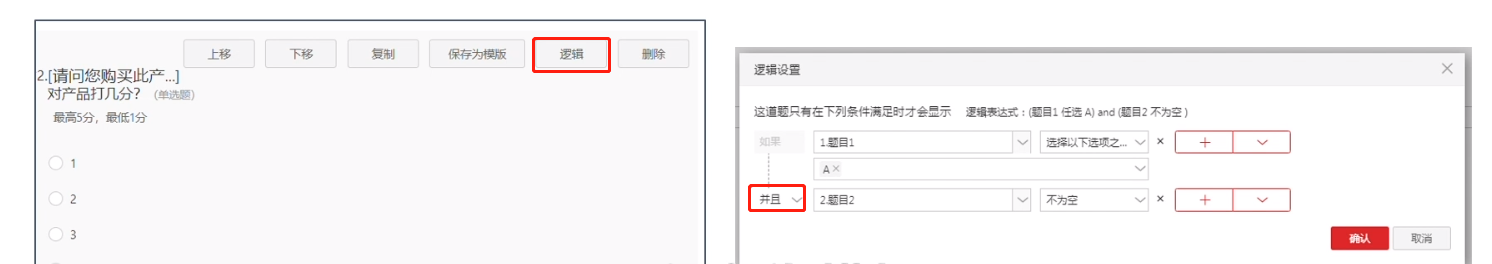 上移 下移 复制 保存为模版 逻辑 删除
2.[请问您购买此产...]
对产品打几分? (单选题)
最高5分,最低1分
1
2
3
逻辑设置
这道题只有在下列条件满足时才会显示 逻辑表达式:(题目1 任选 A) and (题目2 不为空)
如果 1.题目1 选择以下选项之...
A
并且 2.题目2 不为空
确认 取消